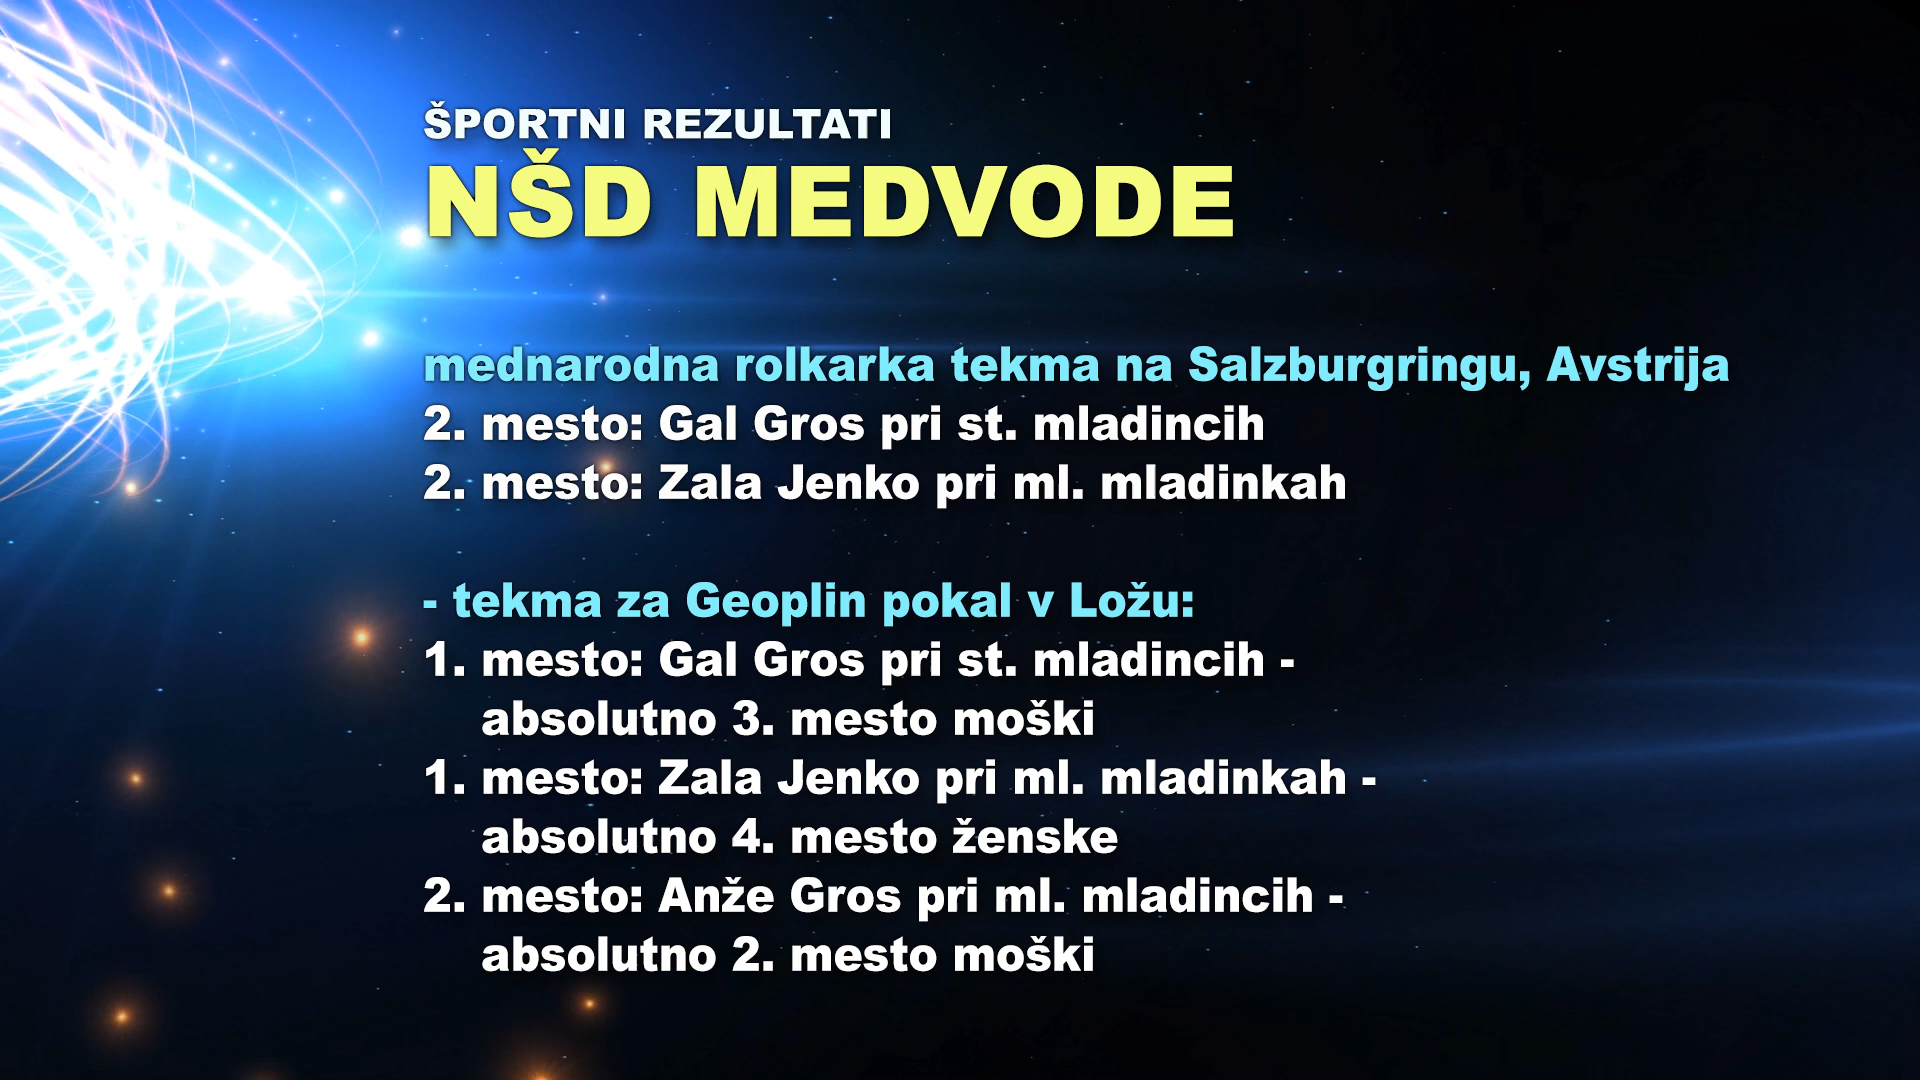 ŠPORTNI REZULTATI
NŠD MEDVODE
mednarodna rolkarka tekma na Salzburgringu, Avstrija
2. mesto: Gal Gros pri st. mladincih
2. mesto: Zala Jenko pri ml. mladinkah
- tekma za Geoplin pokal v Ložu:
1. mesto: Gal Gros pri st. mladincih -
absolutno 3. mesto moški
1. mesto: Zala Jenko pri ml. mladinkah -
absolutno 4. mesto ženske
2. mesto: Anže Gros pri ml. mladincih -
absolutno 2. mesto moški